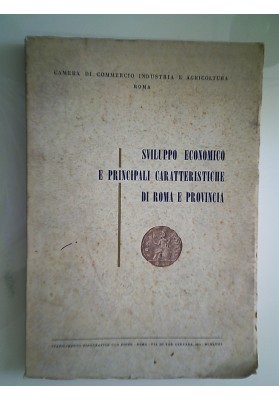 CAMERA DI COMMERCIO INDUSTRIA E AGRICOLTURA
ROMA
SVILUPPO ECONOMICO
E PRINCIPALI CARATTERISTICHE
DI ROMA E PROVINCIA